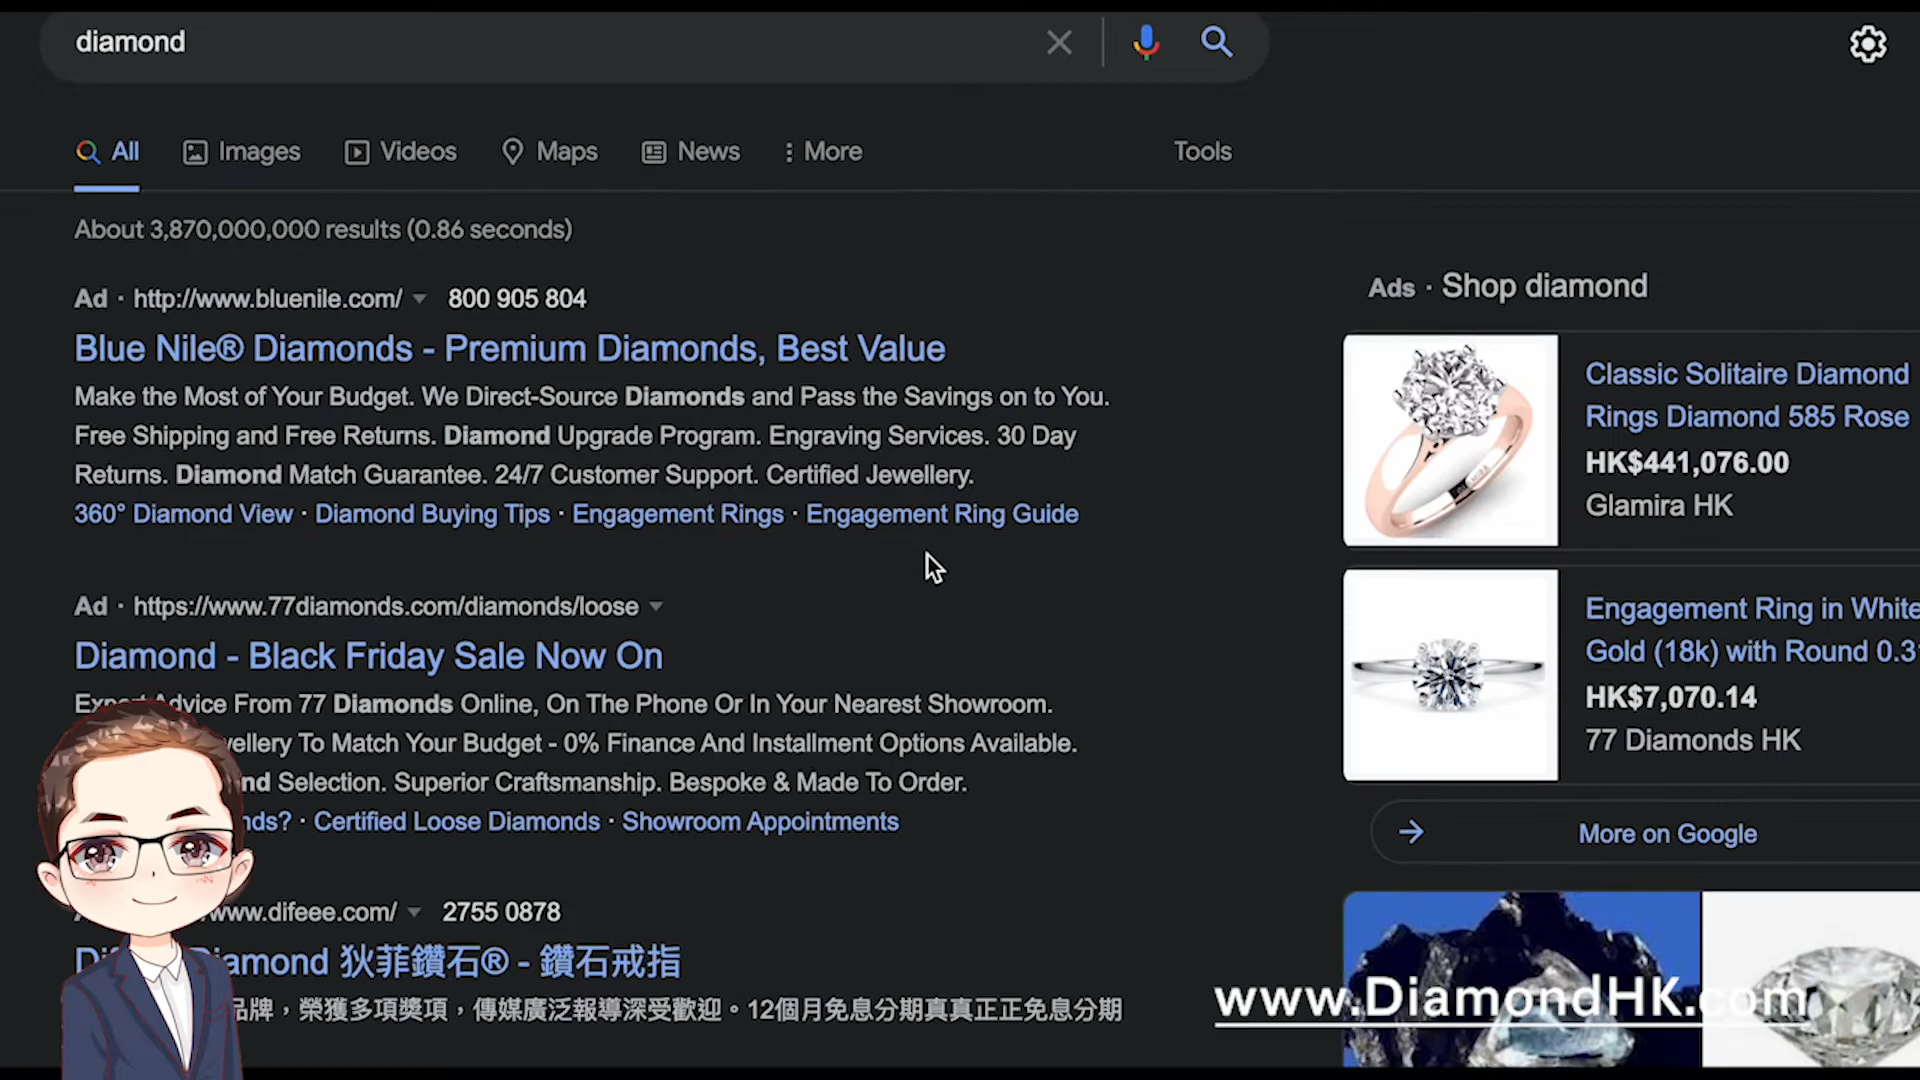 diamond
All Images Videos Maps News More Tools
About 3,870,000,000 results (0.86 seconds)
Ad · http://www.bluenile.com/ 800 905 804
Blue Nile® Diamonds - Premium Diamonds, Best Value
Make the Most of Your Budget. We Direct-Source Diamonds and Pass the Savings on to You.
Free Shipping and Free Returns. Diamond Upgrade Program. Engraving Services. 30 Day
Returns. Diamond Match Guarantee. 24/7 Customer Support. Certified Jewellery.
360° Diamond View · Diamond Buying Tips · Engagement Rings · Engagement Ring Guide
Ad · https://www.77diamonds.com/diamonds/loose
Diamond - Black Friday Sale Now On
Expert Advice From 77 Diamonds Online, On The Phone Or In Your Nearest Showroom.
To Match Your Budget - 0% Finance And Installment Options Available.
Selection. Superior Craftsmanship. Bespoke & Made To Order.
Certified Loose Diamonds · Showroom Appointments
www.difeee.com/ 2755 0878
狄菲鑽石® - 鑽石戒指
品牌，榮獲多項獎項，傳媒廣泛報導深受歡迎。12個月免息分期真真正正免息分期
Ads · Shop diamond
Classic Solitaire Diamond
Rings Diamond 585 Rose
HK$441,076.00
Glamira HK
Engagement Ring in White
Gold (18k) with Round 0.3
HK$7,070.14
77 Diamonds HK
More on Google
www.DiamondHK.com